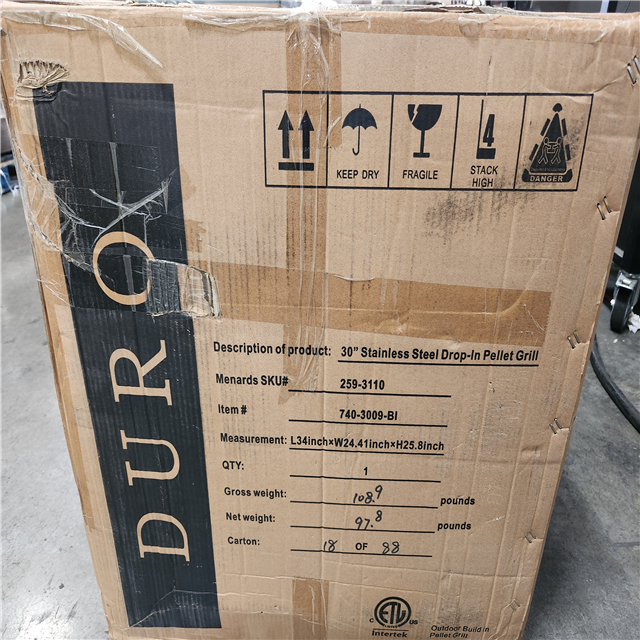 KEEP DRY
FRAGILE
4
STACK
HIGH
DANGER
DURO
Description of product: 30” Stainless Steel Drop-In Pellet Grill
Menards SKU# 259-3110
Item # 740-3009-BI
Measurement: L34inch×W24.41inch×H25.8inch
QTY: 1
Gross weight: 108.9 pounds
Net weight: 97.8 pounds
Carton: 18 OF 88
C ETL US
Intertek
Outdoor Build in
Pellet Grill